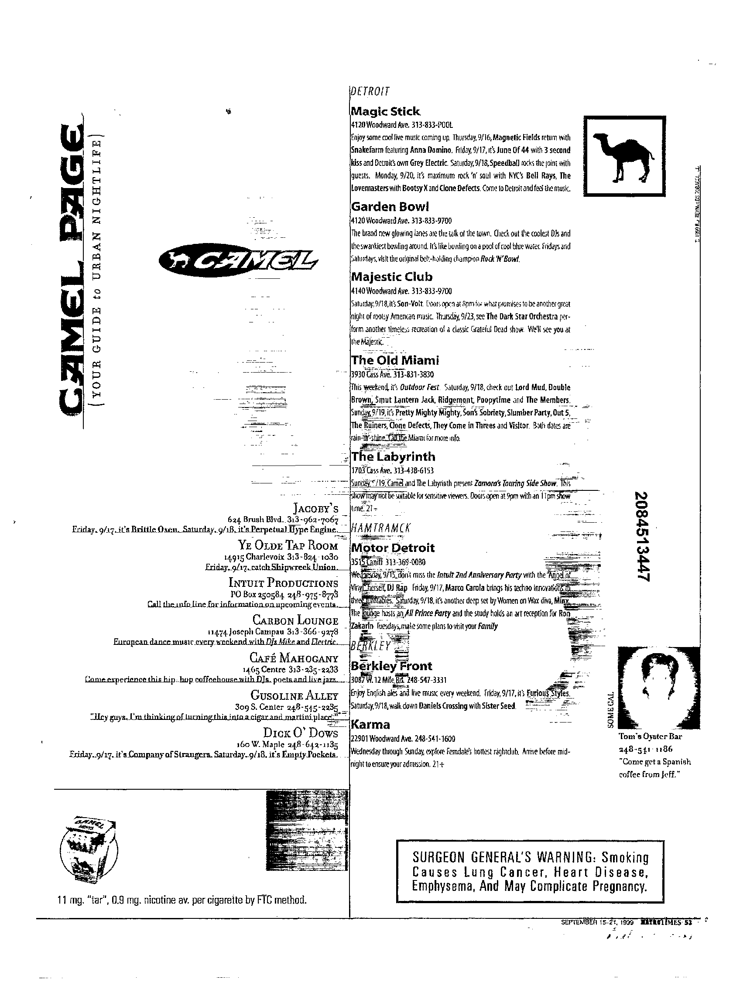 CAMEL PAGE
[YOUR GUIDE to URBAN NIGHTLIFE]
CAMEL
JACOBY'S
624 Brush Blvd. 313-962-7067
Friday, 9/17, it's Brittle Oxen. Saturday, 9/18, it's Perpetual Hype Engine.
YE OLDE TAP ROOM
14915 Charlevoix 313-824-1030
Friday, 9/17, catch Shipwreck Union.
INTUIT PRODUCTIONS
PO Box 250584 248-975-8773
Call the info line for information on upcoming events.
CARBON LOUNGE
11474 Joseph Campau 313-366-9278
European dance music every weekend with DJs Mike and Electric.
CAFÉ MAHOGANY
1465 Centre 313-235-2233
Come experience this hip-hop coffeehouse with DJs, poets and live jazz.
GUSOLINE ALLEY
309 S. Center 248-545-2235
"Hey guys, I'm thinking of turning this into a cigar and martini place."
DICK O' DOWS
160 W. Maple 248-642-1135
Friday, 9/17, it's Company of Strangers. Saturday, 9/18, it's Empty Pockets.
DETROIT
Magic Stick
4120 Woodward Ave. 313-833-POOL
Enjoy some cool live music coming up. Thursday, 9/16, Magnetic Fields return with
Snakefarm featuring Anna Domino. Friday, 9/17, it's June Of 44 with 3 second
kiss and Detroit's own Grey Electric. Saturday, 9/18, Speedball rocks the joint with
guests. Monday, 9/20, it's maximum rock 'n' soul with NYC's Bell Rays, The
Lovemasters with Bootsy X and Clone Defects. Come to Detroit and feel the music.
Garden Bowl
4120 Woodward Ave. 313-833-9700
The brand new glowing lanes are the talk of the town. Check out the coolest DJs and
the swankiest bowling around. It's like bowling on a pool of cool blue water. Fridays and
Saturdays, visit the original belt-holding champion Rock 'N' Bowl.
Majestic Club
4140 Woodward Ave. 313-833-9700
Saturday, 9/18, it's Son-Volt. Doors open at 8pm for what promises to be another great
night of rootsy American music. Thursday, 9/23, see The Dark Star Orchestra per-
form another timeless recreation of a classic Grateful Dead show. We'll see you at
the Majestic.
The Old Miami
3930 Cass Ave. 313-831-3830
This weekend, it's Outdoor Fest. Saturday, 9/18, check out Lord Mud, Double
Brown, Smut Lantern Jack, Ridgemont, Poopytime and The Members.
Sunday, 9/19, it's Pretty Mighty Mighty, Son's Sobriety, Slumber Party, Out 5,
The Ruiners, Clone Defects, They Come in Threes and Visitor. Both dates are
rain-or-shine. Call the Miami for more info.
The Labyrinth
1703 Cass Ave. 313-438-6153
Sunday, 9/19, Camel and The Labyrinth present Zamora's Touring Side Show. This
show may not be suitable for sensitive viewers. Doors open at 9pm with an 11pm show
time. 21+
HAMTRAMCK
Motor Detroit
3515 Caniff 313-369-0080
Wednesday, 9/15, don't miss the Intuit 2nd Anniversary Party with the "Angel of
Vinyl" herself, DJ Rap. Friday, 9/17, Marco Carola brings his techno innovations to
three turntables. Saturday, 9/18, it's another deep set by Women on Wax diva, Minx.
The lounge hosts an All Prince Party and the study holds an art reception for Ron
Zakarin. Tuesdays, make some plans to visit your Family
BERKLEY
Berkley Front
3087 W. 12 Mile Rd. 248-547-3331
Enjoy English ales and live music every weekend. Friday, 9/17, it's Furious Styles.
Saturday, 9/18, walk down Daniels Crossing with Sister Seed.
Karma
22901 Woodward Ave. 248-541-1600
Wednesday through Sunday, explore Ferndale's hottest nightclub. Arrive before mid-
night to ensure your admission. 21+
2084513447
SOME GAL
Tom's Oyster Bar
248-541-1186
"Come get a Spanish
coffee from Jeff."
CAMEL
11 mg. "tar", 0.9 mg. nicotine av. per cigarette by FTC method.
SURGEON GENERAL'S WARNING: Smoking
Causes Lung Cancer, Heart Disease,
Emphysema, And May Complicate Pregnancy.
SEPTEMBER 15-21, 1999 METROTIMES 53